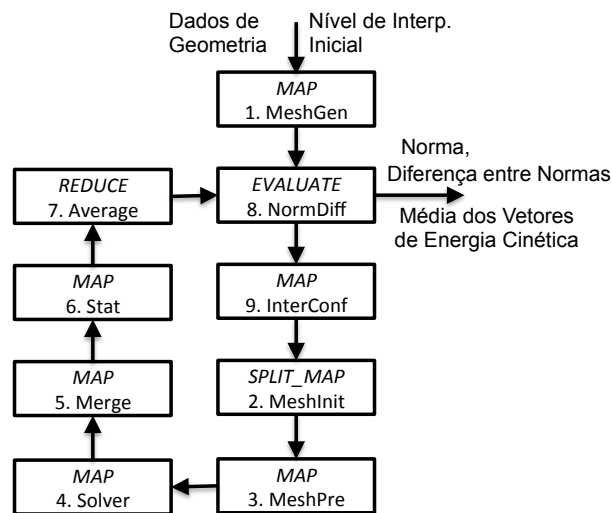 Dados de
Geometria
Nível de Interp.
Inicial
MAP
1. MeshGen
Norma,
Diferença entre Normas
Média dos Vetores
de Energia Cinética
REDUCE
7. Average
EVALUATE
8. NormDiff
MAP
6. Stat
MAP
9. InterConf
MAP
5. Merge
SPLIT_MAP
2. MeshInit
MAP
4. Solver
MAP
3. MeshPre